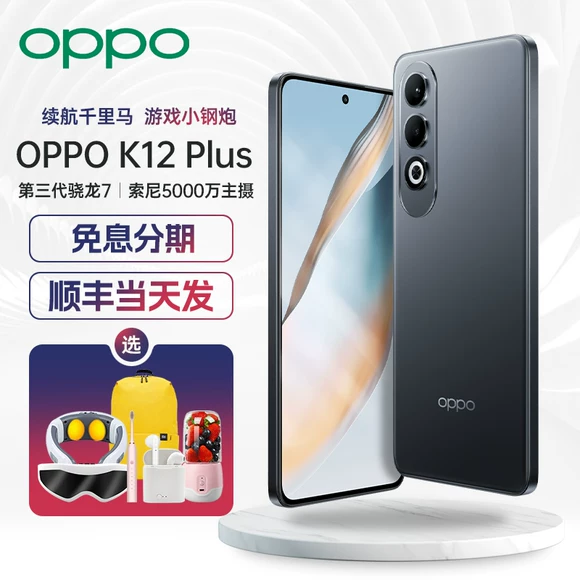 oppo
续航千里马 游戏小钢炮
OPPO K12 Plus
第三代骁龙7｜索尼5000万主摄
免息分期
顺丰当天发
选
oppo